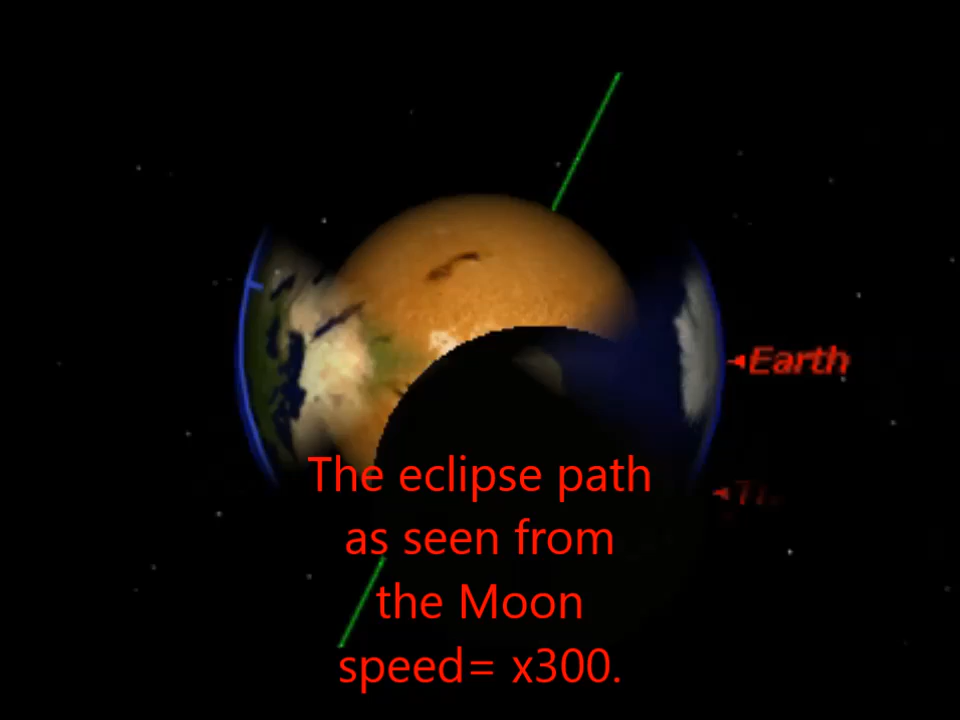 Earth
The eclipse path
as seen from
the Moon
speed= x300.